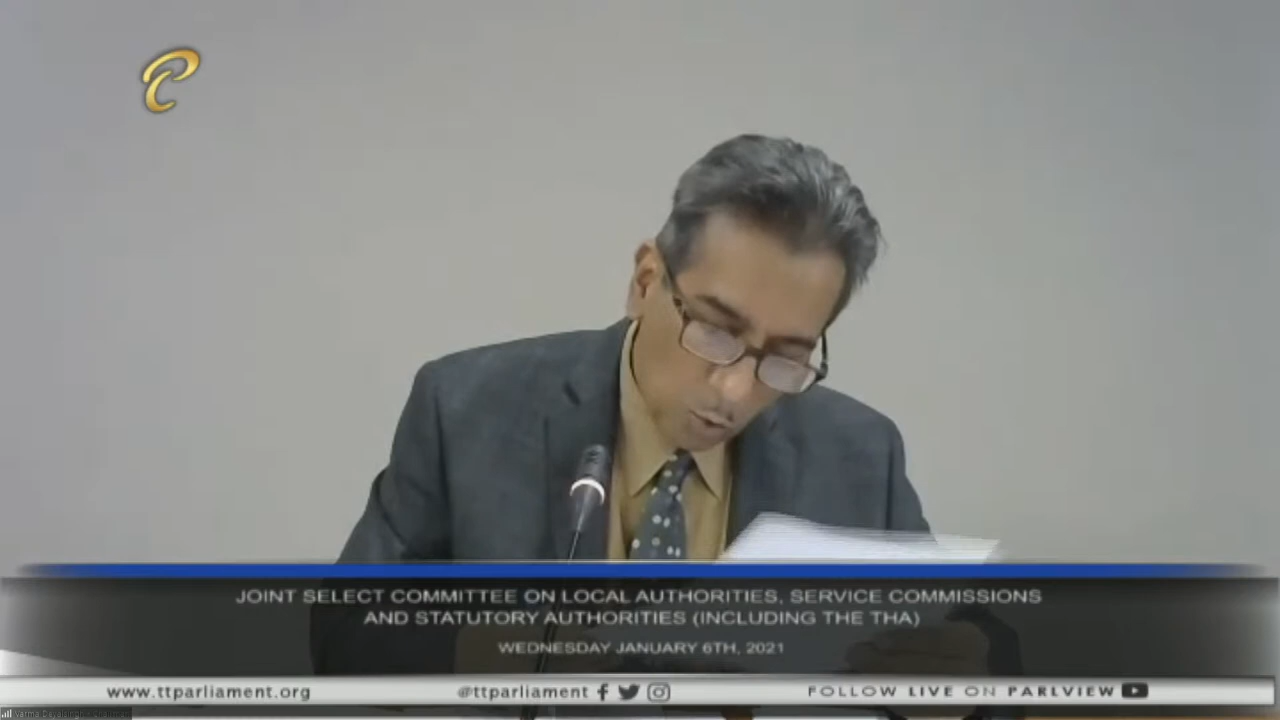 JOINT SELECT COMMITTEE ON LOCAL AUTHORITIES, SERVICE COMMISSIONS
AND STATUTORY AUTHORITIES (INCLUDING THE THA)
WEDNESDAY JANUARY 6TH, 2021
www.ttparliament.org @ttparliament FOLLOW LIVE ON PARLVIEW